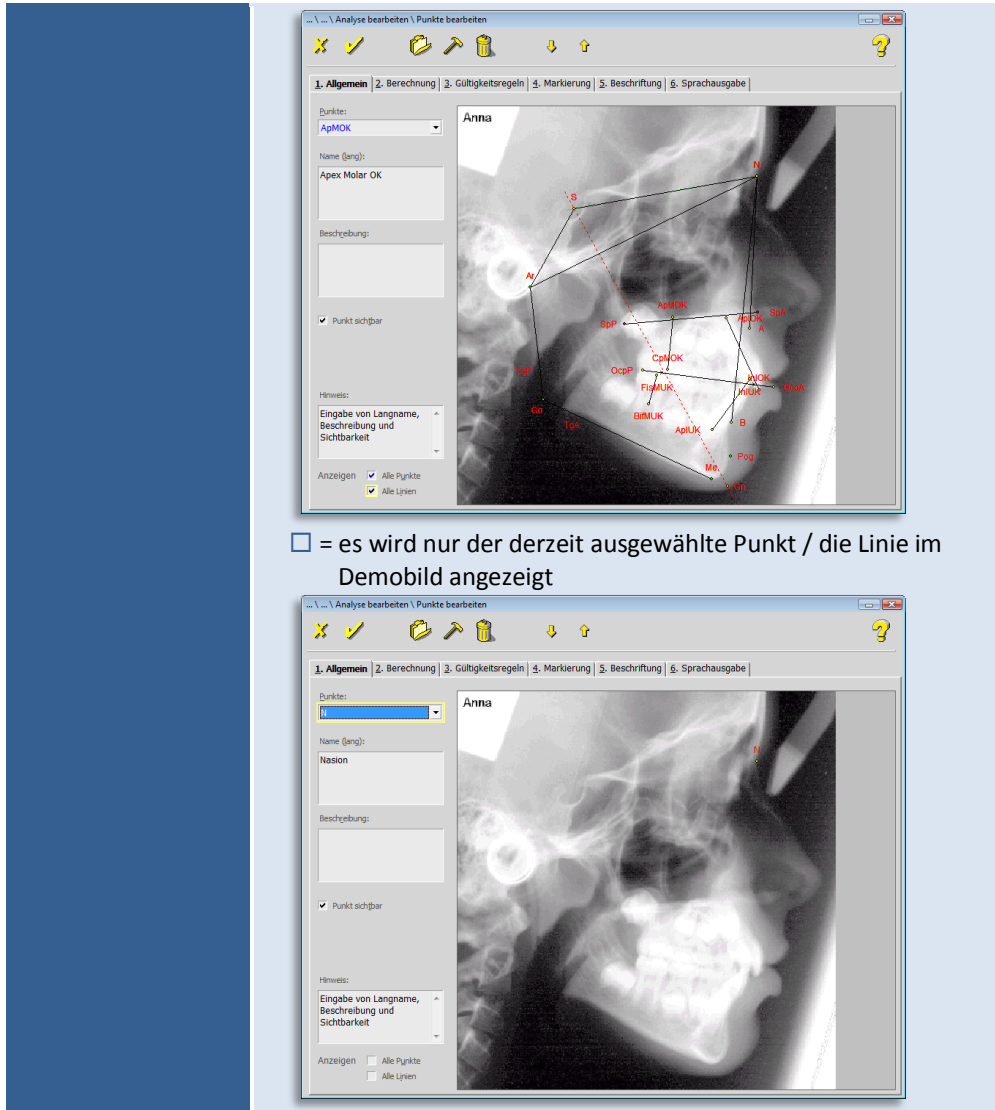 ... \ ... \ Analyse bearbeiten \ Punkte bearbeiten
1. Allgemein 2. Berechnung 3. Gültigkeitsregeln 4. Markierung 5. Beschriftung 6. Sprachausgabe
Punkte:
ApMOK
Name (lang):
Apex Molar OK
Beschreibung:
Punkt sichtbar
Hinweis:
Eingabe von Langname,
Beschreibung und
Sichtbarkeit
Anzeigen Alle Punkte
Alle Linien
Anna
N
S
Ar
ApMOK
SpP
SpA
ApIOK
A
CpMOK
OcpP
InIOK
OcpA
FisMUK
InIUK
TgP
Go
TgA
BifMUK
ApIUK
B
Pog
Me
Gn
☐ = es wird nur der derzeit ausgewählte Punkt / die Linie im
Demobild angezeigt
... \ ... \ Analyse bearbeiten \ Punkte bearbeiten
1. Allgemein 2. Berechnung 3. Gültigkeitsregeln 4. Markierung 5. Beschriftung 6. Sprachausgabe
Punkte:
N
Name (lang):
Nasion
Beschreibung:
Punkt sichtbar
Hinweis:
Eingabe von Langname,
Beschreibung und
Sichtbarkeit
Anzeigen Alle Punkte
Alle Linien
Anna
N